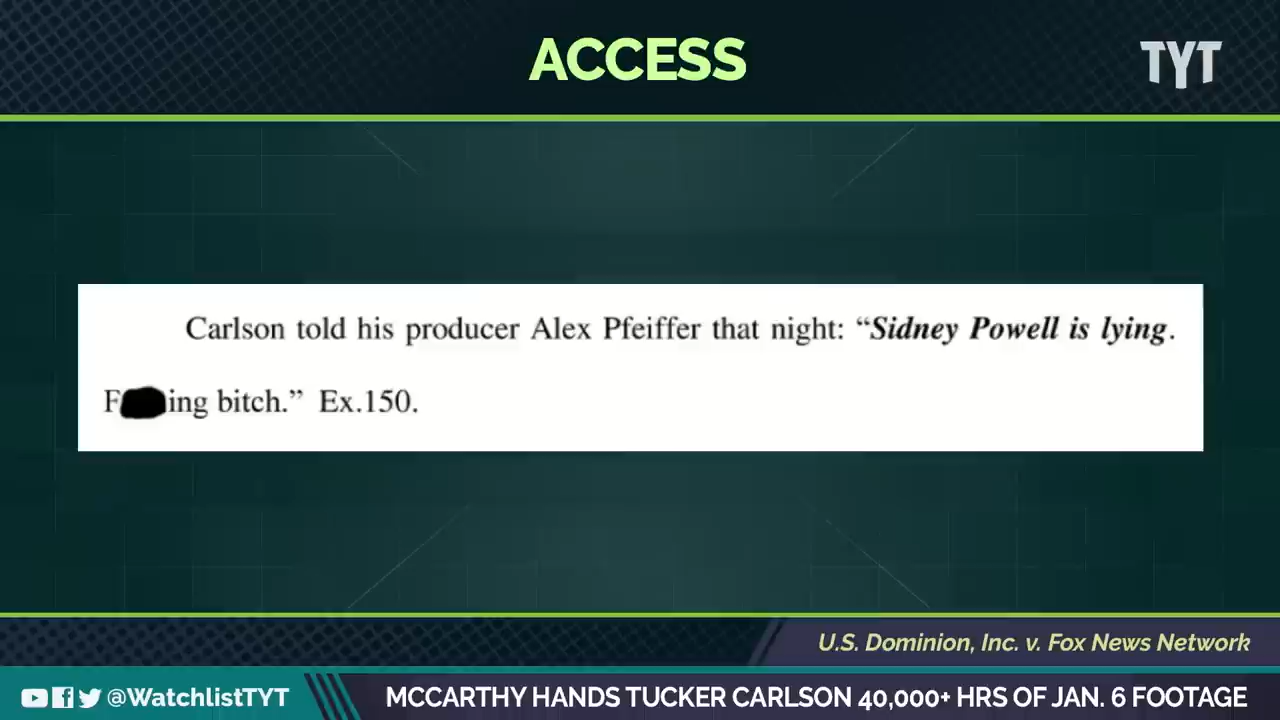 ACCESS
TYT
Carlson told his producer Alex Pfeiffer that night: “Sidney Powell is lying.
F ing bitch.” Ex.150.
U.S. Dominion, Inc. v. Fox News Network
@WatchlistTYT
MCCARTHY HANDS TUCKER CARLSON 40,000+ HRS OF JAN. 6 FOOTAGE